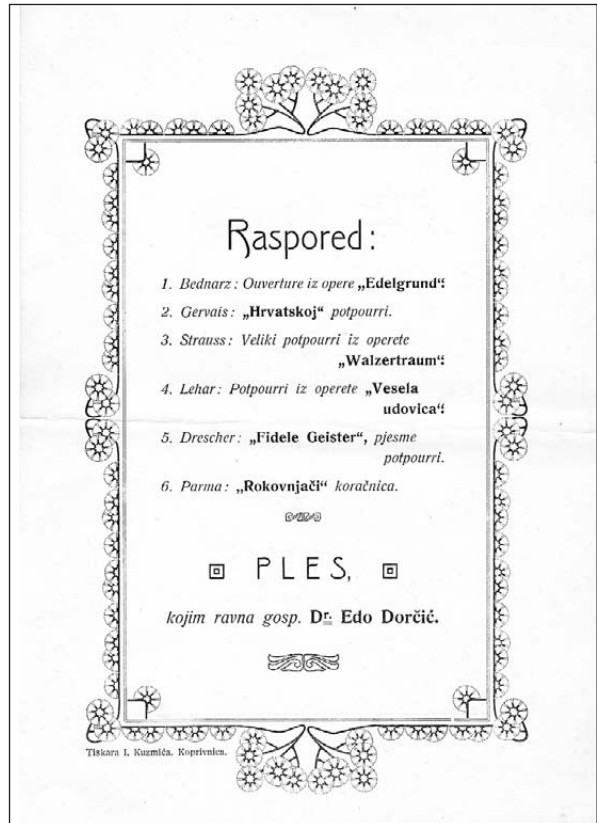 Raspored:
1. Bednarz: Ouverture iz opere „Edelgrund“.
2. Gervais: „Hrvatskoj“ potpourri.
3. Strauss: Veliki potpourri iz operete
„Walzertraum“.
4. Lehar: Potpourri iz operete „Vesela
udovica“.
5. Drescher: „Fidele Geister“, pjesme
potpourri.
6. Parma: „Rokovnjači“ koračnica.
PLES,
kojim ravna gosp. Dr. Edo Dorčić.
Tiskara I. Kuzmića. Koprivnica.